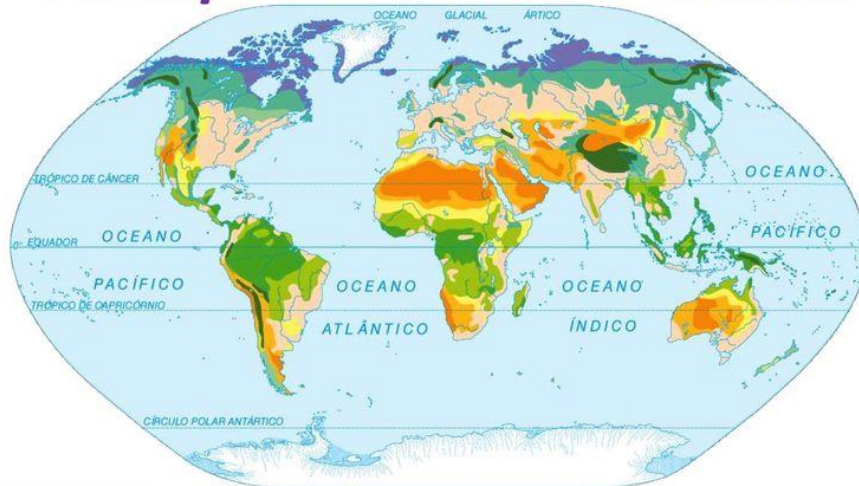 OCEANO GLACIAL ÁRTICO
TRÓPICO DE CÂNCER
OCEANO
EQUADOR
0°
OCEANO
PACÍFICO
PACÍFICO
OCEANO
OCEANO
TRÓPICO DE CAPRICÓRNIO
ATLÂNTICO
ÍNDICO
CÍRCULO POLAR ANTÁRTICO